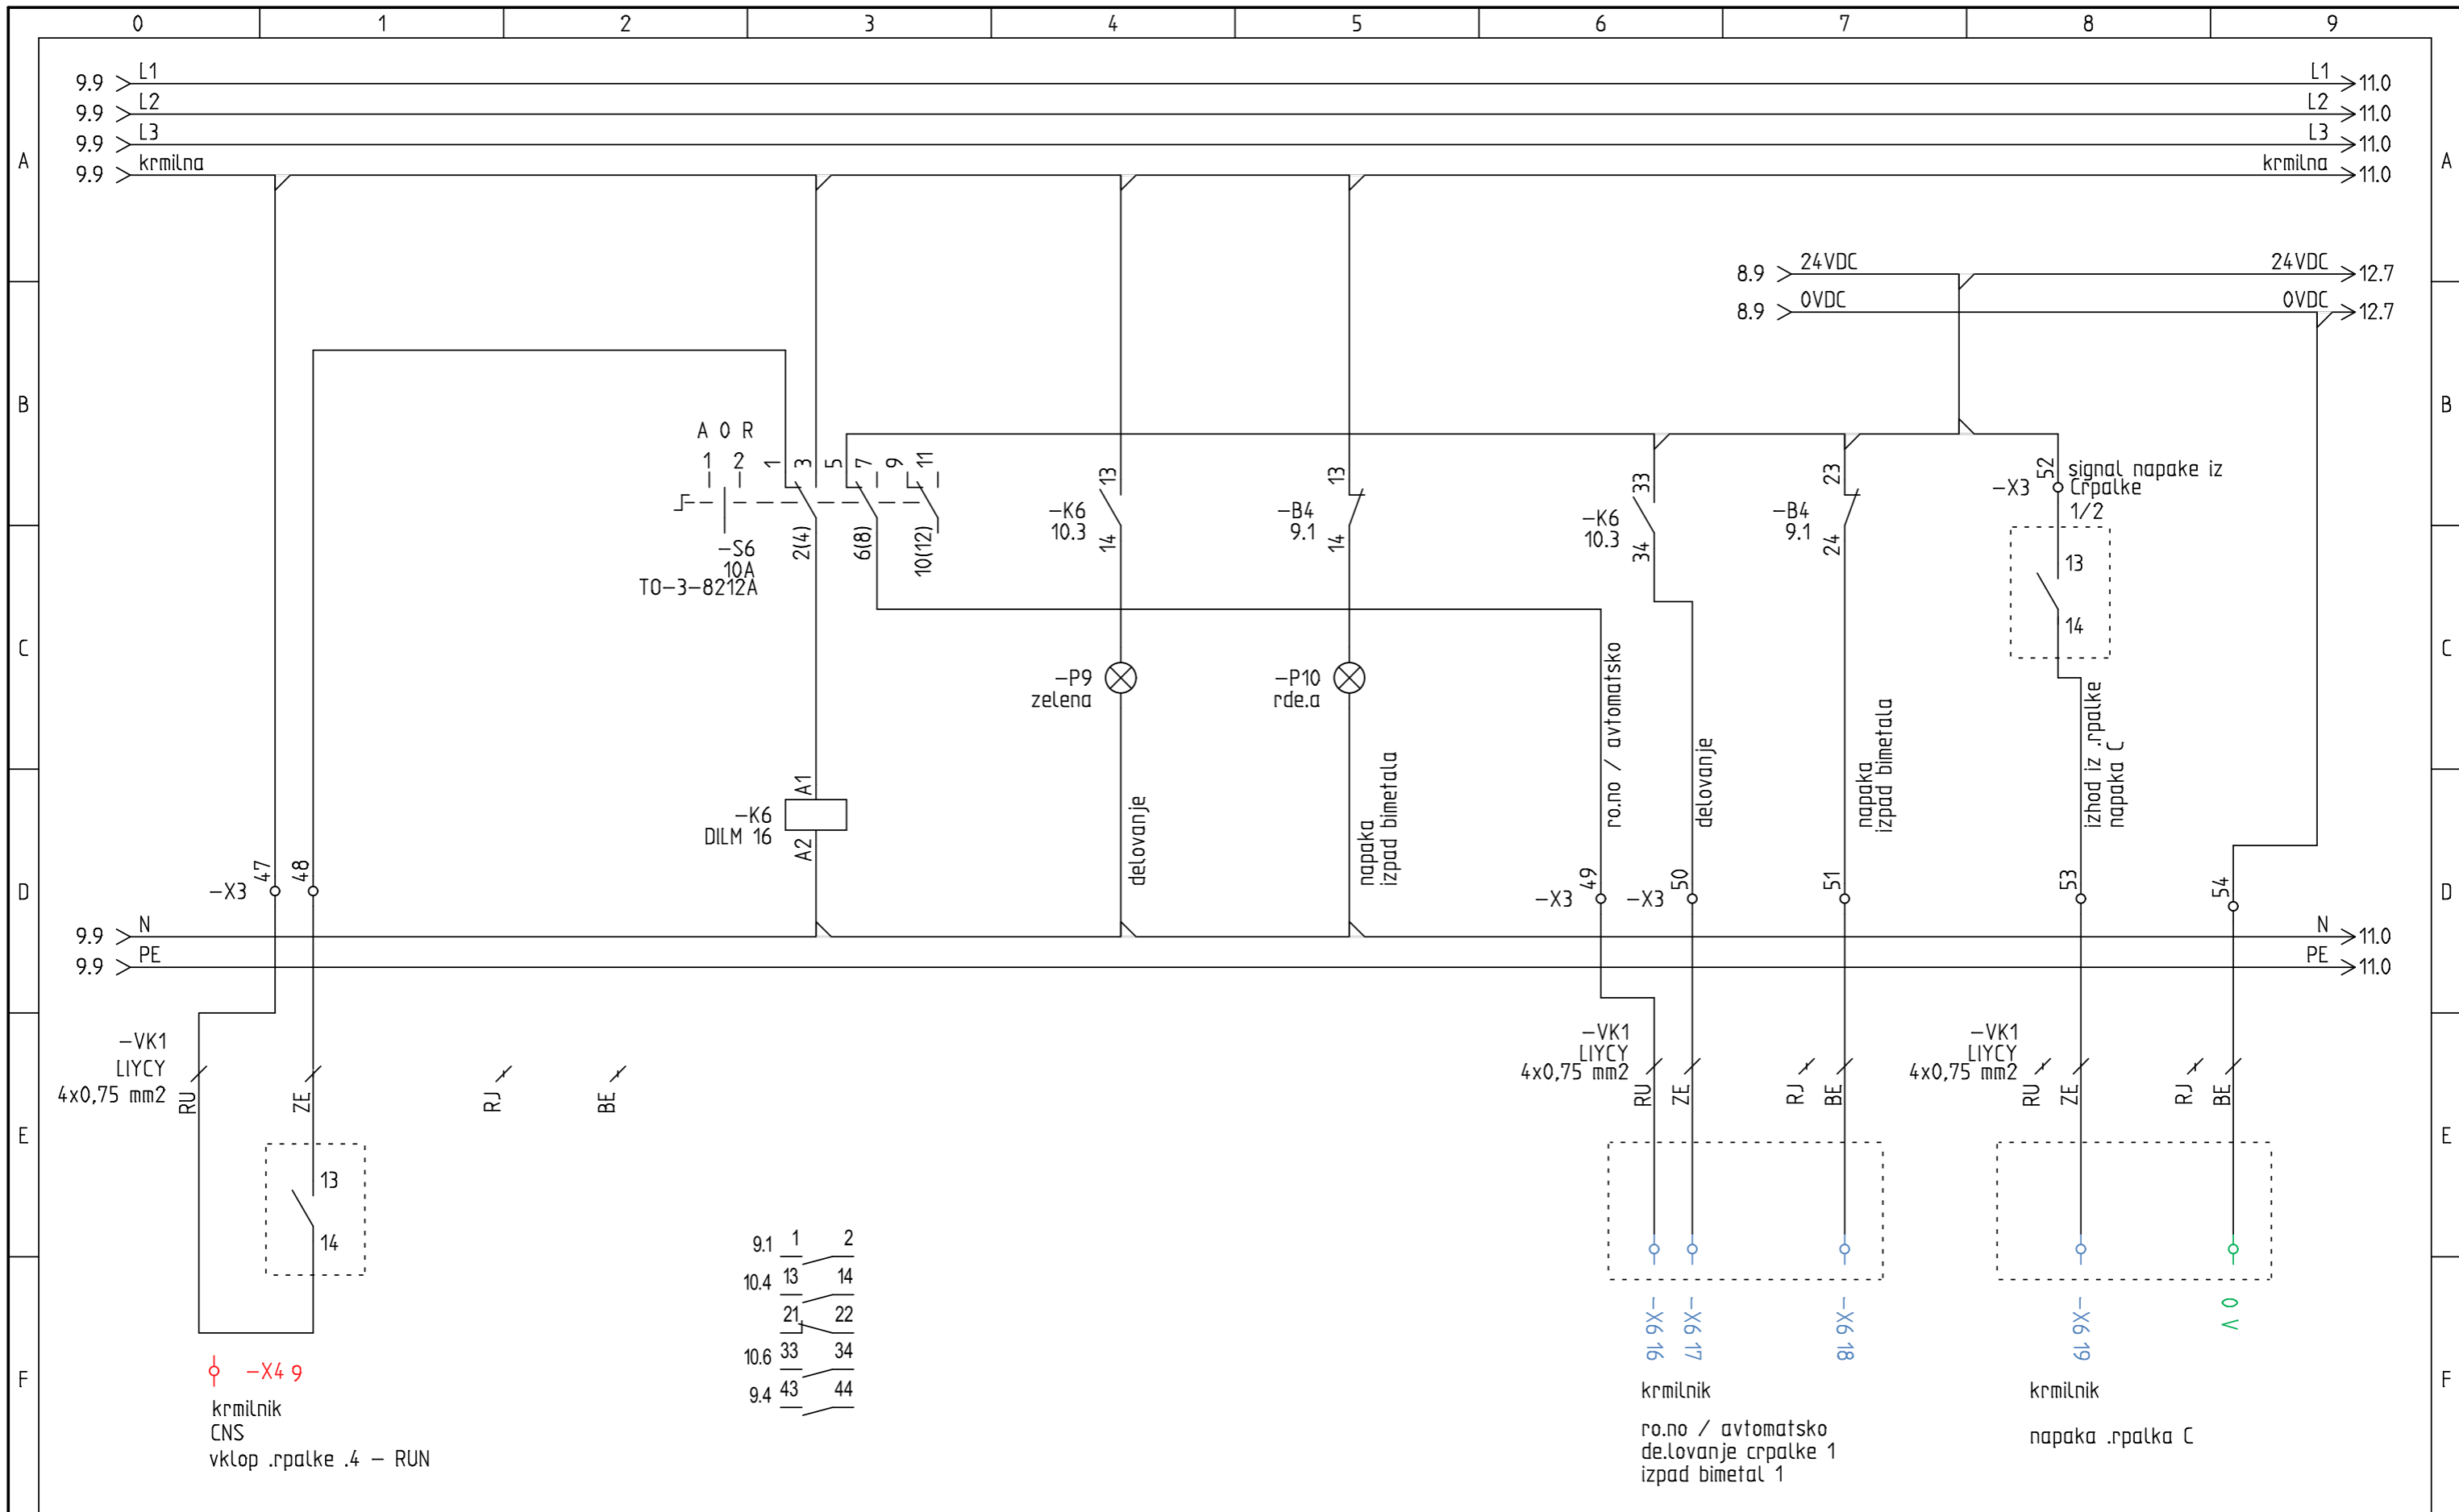 0 1 2 3 4 5 6 7 8 9
9.9 L1 L1 11.0
9.9 L2 L2 11.0
9.9 L3 L3 11.0
A A
9.9 krmilna krmilna 11.0
8.9 24VDC 24VDC 12.7
8.9 0VDC 0VDC 12.7
B B
A 0 R
1 2 1 3 5 7 9 11
-S6
10A
TO-3-8212A
2(4) 6(8) 10(12)
13
-K6
10.3
14
13
-B4
9.1
14
33
-K6
10.3
34
23
-B4
9.1
24
52
-X3
signal napake iz
Crpalke
1/2
13
14
C C
-P9
zelena
-P10
rde.a
ro.no / avtomatsko
delovanje
napaka
izpad bimetala
izhod iz .rpalke
napaka C
A1
-K6
DILM 16
A2
delovanje
napaka
izpad bimetala
D D
-X3 47 48
-X3 49
-X3 50
51
53
54
9.9 N N 11.0
9.9 PE PE 11.0
-VK1
LIYCY
4x0,75 mm2
RU ZE RJ BE
-VK1
LIYCY
4x0,75 mm2
RU ZE RJ BE
-VK1
LIYCY
4x0,75 mm2
RU ZE RJ BE
E E
13
14
9.1 1 2
10.4 13 14
21 22
10.6 33 34
9.4 43 44
-X6 16
-X6 17
-X6 18
-X6 19
0 V
F F
-X4 9
krmilnik
CNS
vklop .rpalke .4 - RUN
krmilnik
ro.no / avtomatsko
de.lovanje crpalke 1
izpad bimetal 1
krmilnik
napaka .rpalka C